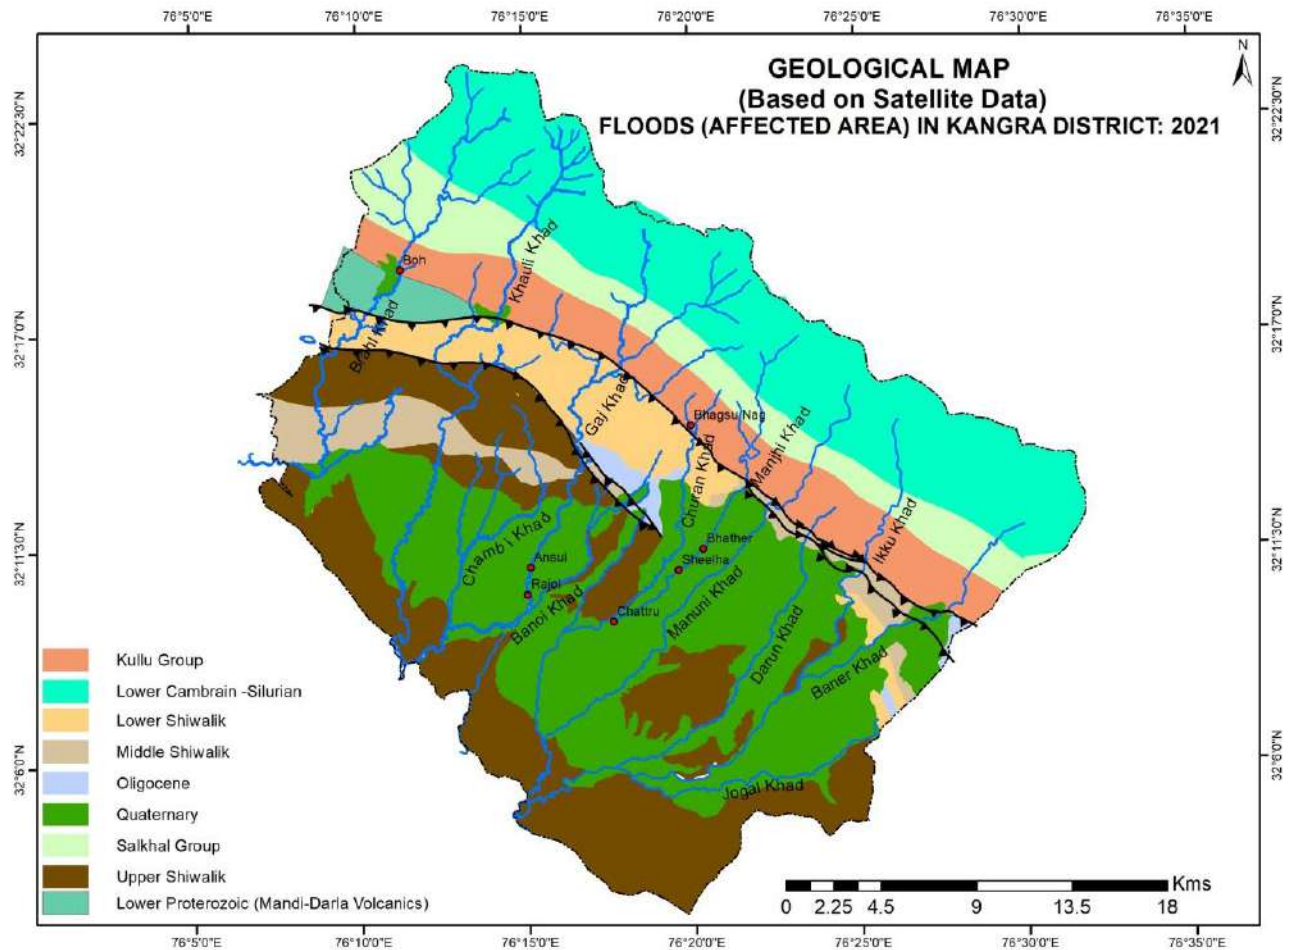 76°5'0"E 76°10'0"E 76°15'0"E 76°20'0"E 76°25'0"E 76°30'0"E 76°35'0"E
N
GEOLOGICAL MAP
(Based on Satellite Data)
FLOODS (AFFECTED AREA) IN KANGRA DISTRICT: 2021
32°22'30"N
32°22'30"N
32°17'0"N
32°17'0"N
32°11'30"N
32°11'30"N
32°6'0"N
32°6'0"N
Khauli Khad
Boh
Brahl Khad
Gaj Khad
Bhagsu Nag
Churan Khad
Manjhi Khad
Ikku Khad
Chambi Khad
Bhather
Ansui
Sheelha
Rajol
Banoi Khad
Chattru
Manuni Khad
Darun Khad
Baner Khad
Jogal Khad
Kullu Group
Lower Cambrain -Silurian
Lower Shiwalik
Middle Shiwalik
Oligocene
Quaternary
Salkhal Group
Upper Shiwalik
Lower Proterozoic (Mandi-Darla Volcanics)
Kms
0 2.25 4.5 9 13.5 18
76°5'0"E 76°10'0"E 76°15'0"E 76°20'0"E 76°25'0"E 76°30'0"E 76°35'0"E